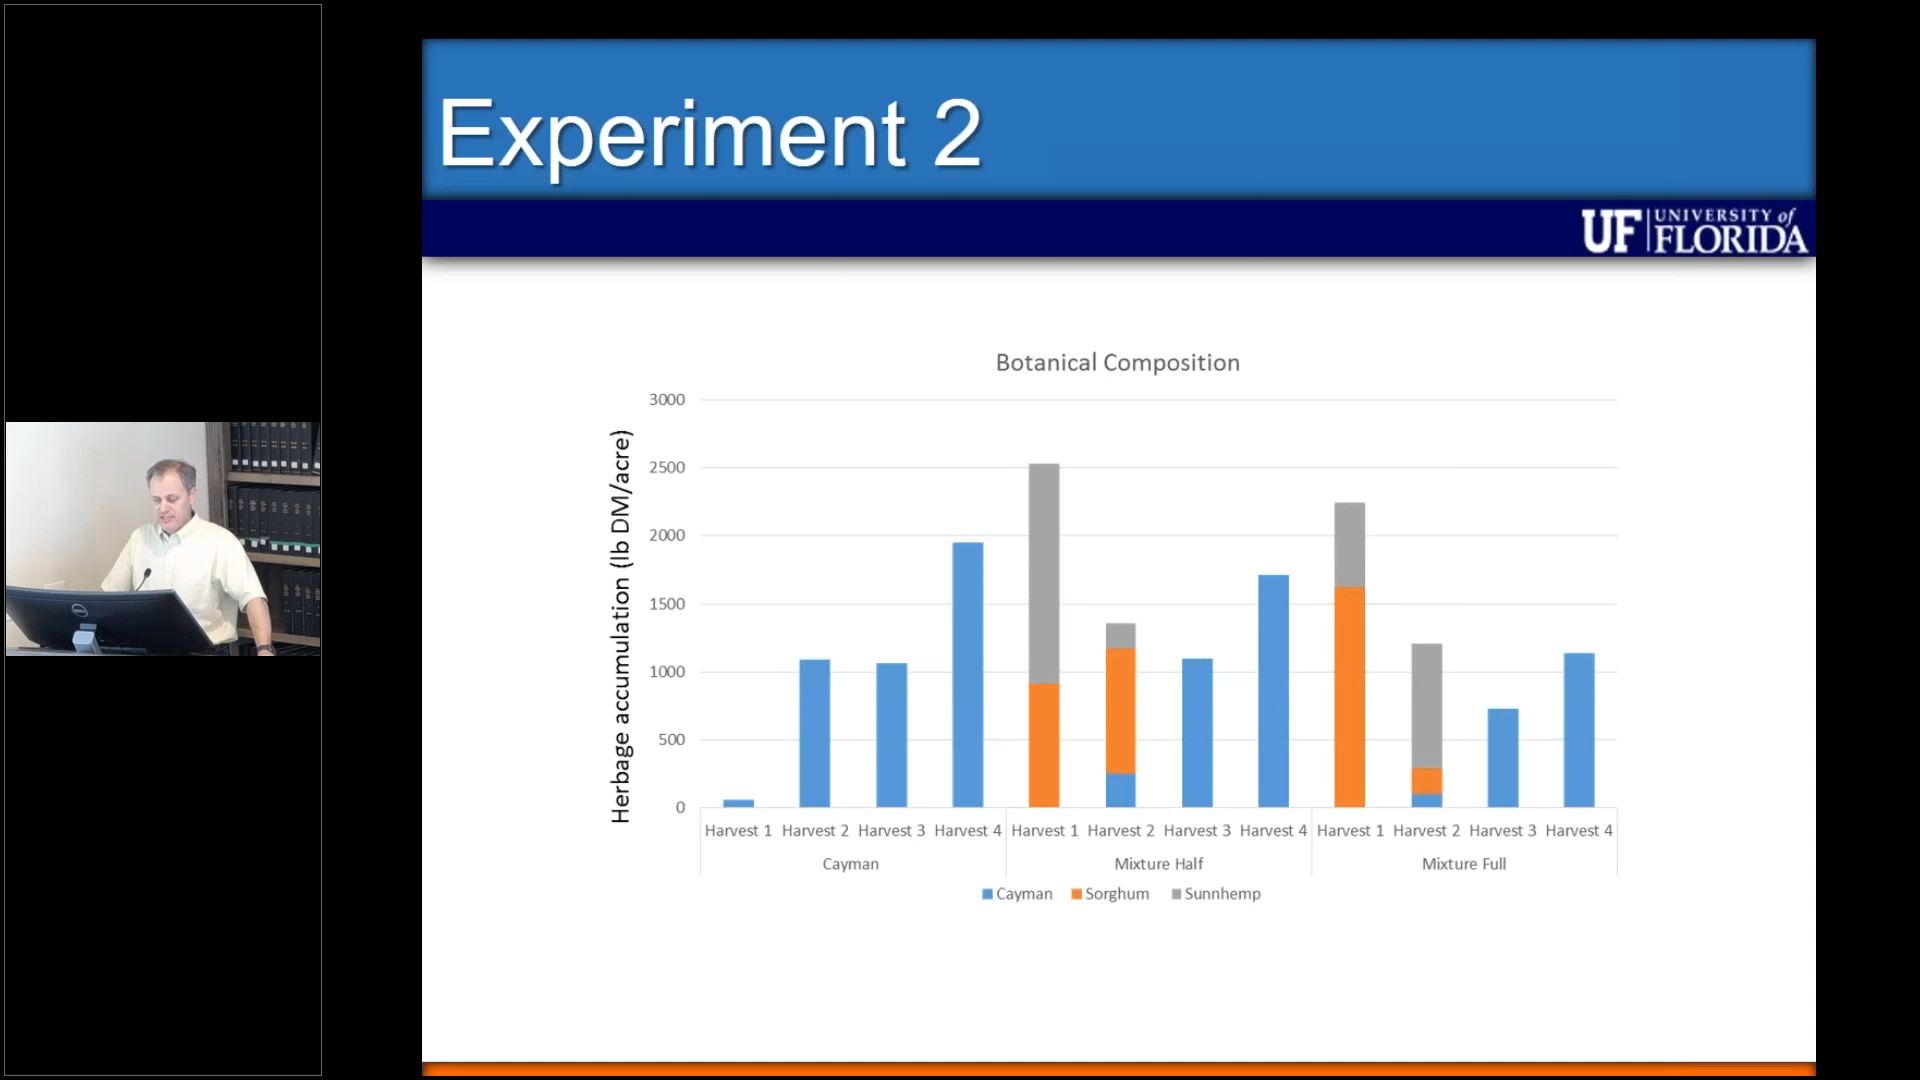 Experiment 2
UF UNIVERSITY of
FLORIDA
Botanical Composition
Herbage accumulation (lb DM/acre)
3000
2500
2000
1500
1000
500
0
Harvest 1 Harvest 2 Harvest 3 Harvest 4 Harvest 1 Harvest 2 Harvest 3 Harvest 4 Harvest 1 Harvest 2 Harvest 3 Harvest 4
Cayman Mixture Half Mixture Full
Cayman Sorghum Sunnhemp
DELL